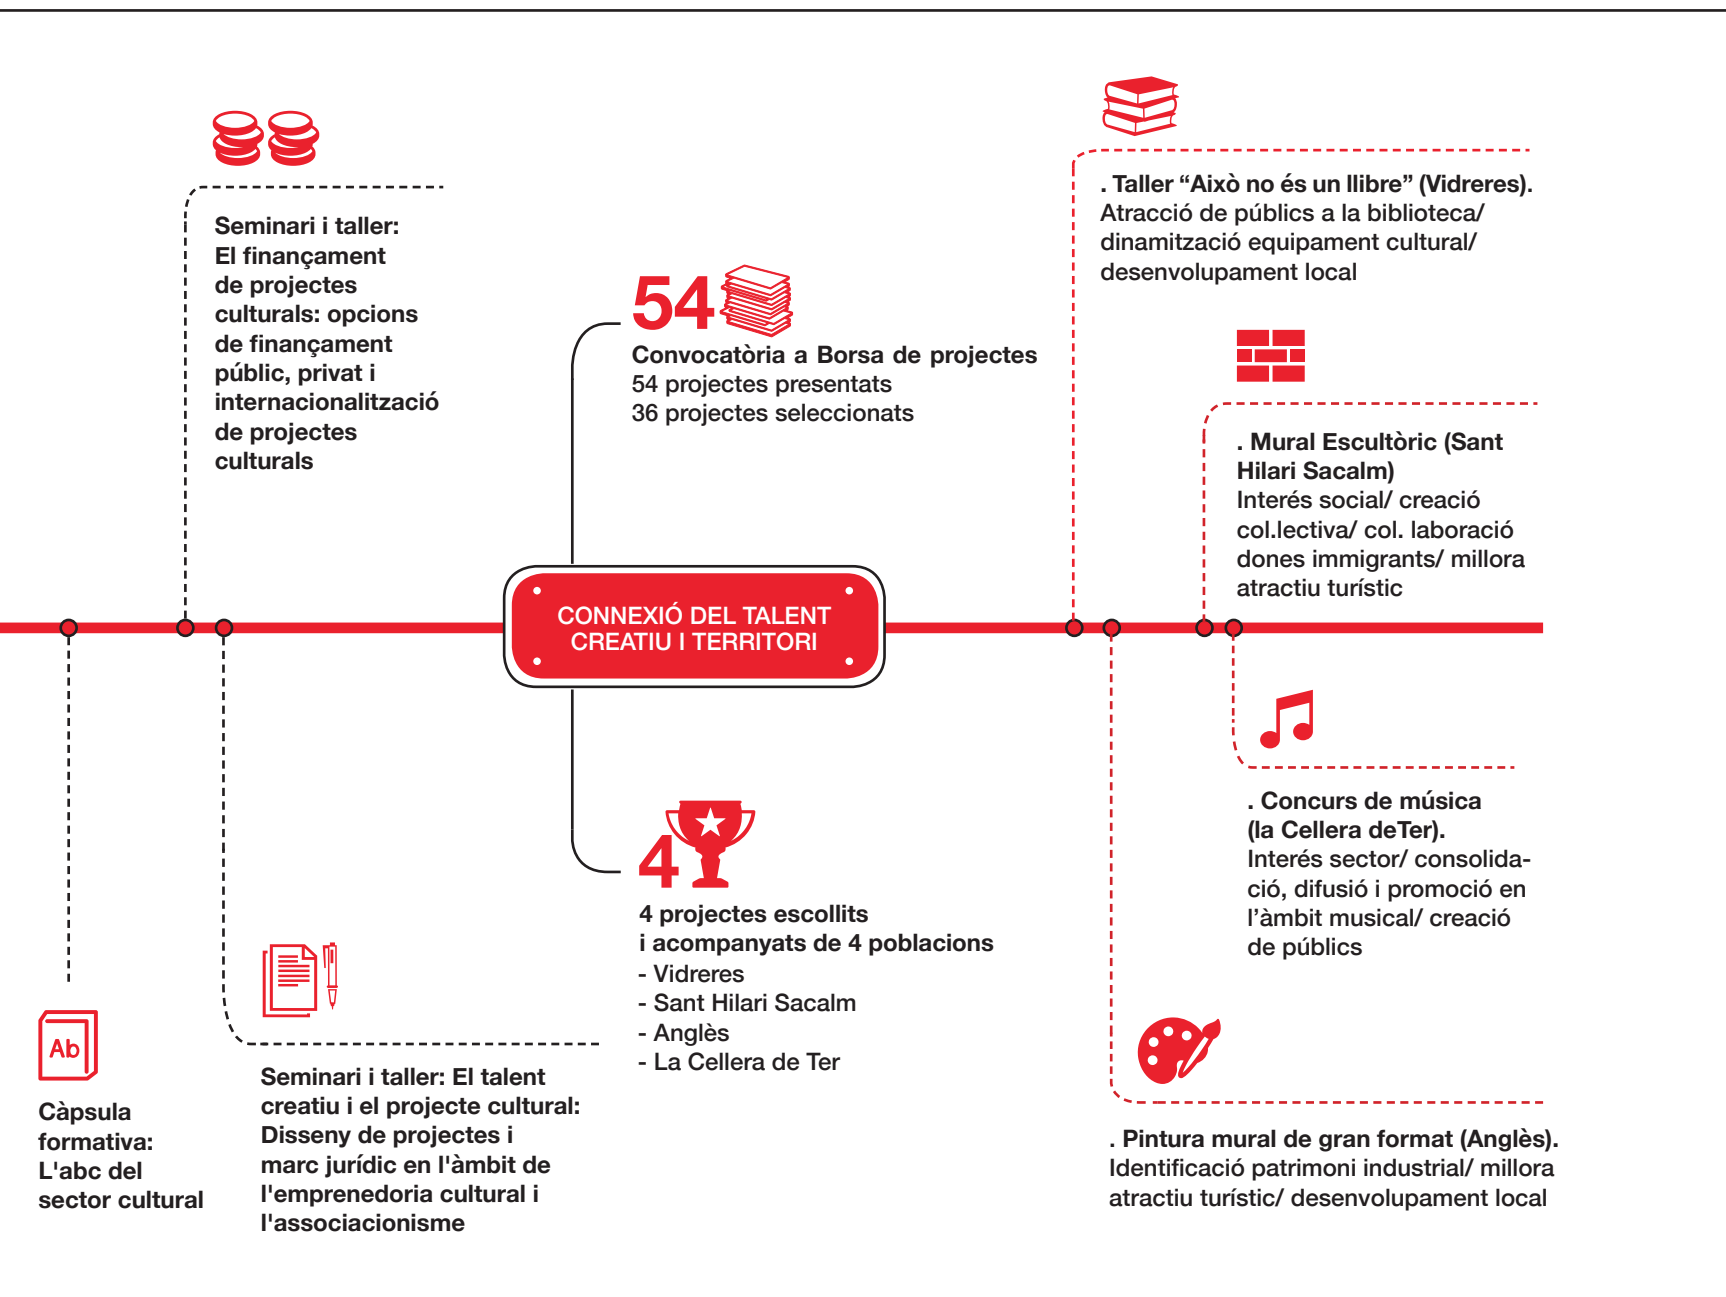 Seminari i taller:
El finançament
de projectes
culturals: opcions
de finançament
públic, privat i
internacionalització
de projectes
culturals
Ab
Càpsula
formativa:
L'abc del
sector cultural
Seminari i taller: El talent
creatiu i el projecte cultural:
Disseny de projectes i
marc jurídic en l'àmbit de
l'emprenedoria cultural i
l'associacionisme
54
Convocatòria a Borsa de projectes
54 projectes presentats
36 projectes seleccionats
CONNEXIÓ DEL TALENT
CREATIU I TERRITORI
4
4 projectes escollits
i acompanyats de 4 poblacions
- Vidreres
- Sant Hilari Sacalm
- Anglès
- La Cellera de Ter
. Taller “Això no és un llibre” (Vidreres).
Atracció de públics a la biblioteca/
dinamització equipament cultural/
desenvolupament local
. Mural Escultòric (Sant
Hilari Sacalm)
Interés social/ creació
col.lectiva/ col. laboració
dones immigrants/ millora
atractiu turístic
. Concurs de música
(la Cellera deTer).
Interés sector/ consolida-
ció, difusió i promoció en
l’àmbit musical/ creació
de públics
. Pintura mural de gran format (Anglès).
Identificació patrimoni industrial/ millora
atractiu turístic/ desenvolupament local